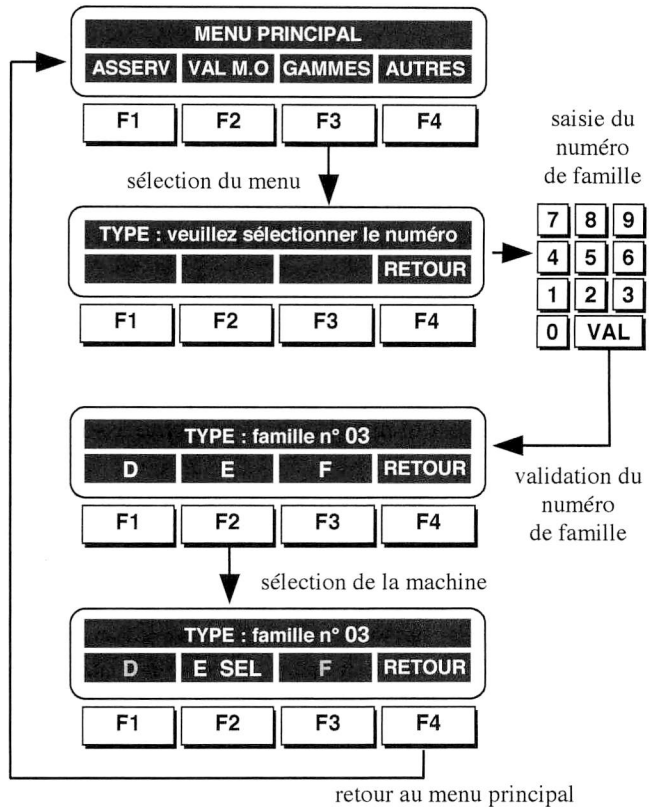 MENU PRINCIPAL
ASSERV VAL M.O GAMMES AUTRES
F1 F2 F3 F4
sélection du menu
saisie du
numéro
de famille
TYPE : veuillez sélectionner le numéro
RETOUR
F1 F2 F3 F4
7 8 9
4 5 6
1 2 3
0 VAL
TYPE : famille n° 03
D E F RETOUR
F1 F2 F3 F4
validation du
numéro
de famille
sélection de la machine
TYPE : famille n° 03
D E SEL F RETOUR
F1 F2 F3 F4
retour au menu principal